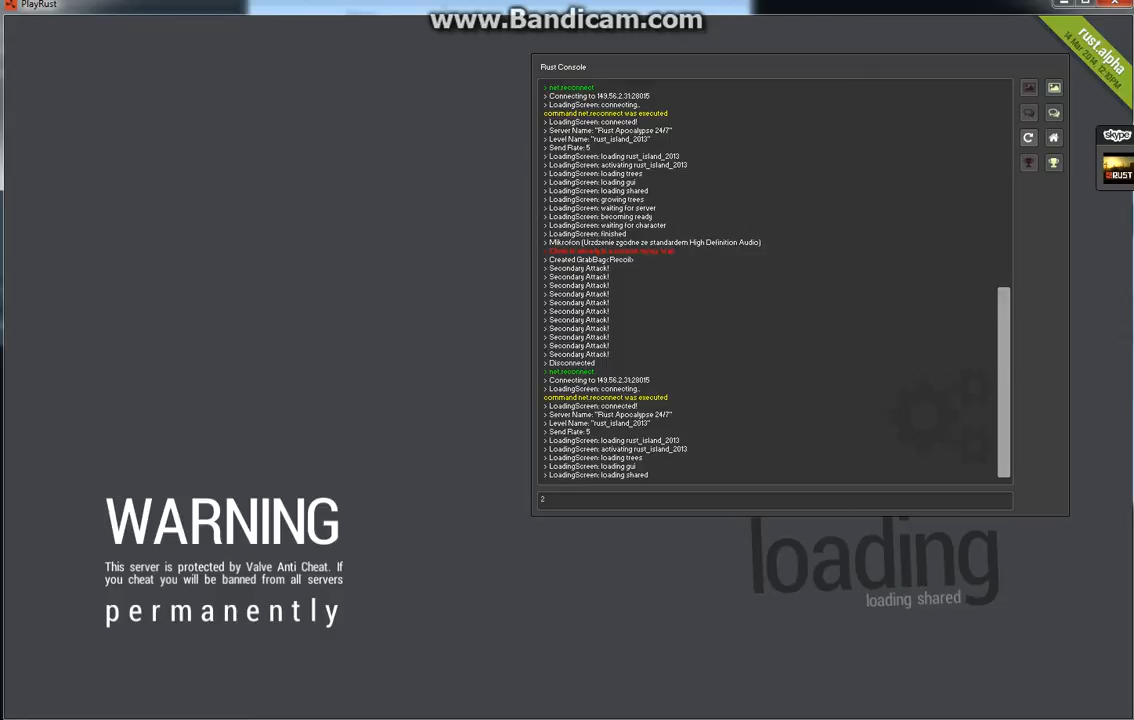 PlayRust
www.Bandicam.com
rust.alpha
14 Mar 2014, 12:10PM
Rust Console
> net.reconnect
> Connecting to 149.56.2.31:28015
> LoadingScreen: connecting..
command net.reconnect was executed
> LoadingScreen: connected!
> Server Name: "Rust Apocalypse 24/7"
> Level Name: "rust_island_2013"
> Send Rate: 5
> LoadingScreen: loading rust_island_2013
> LoadingScreen: activating rust_island_2013
> LoadingScreen: loading trees
> LoadingScreen: loading gui
> LoadingScreen: loading shared
> LoadingScreen: growing trees
> LoadingScreen: waiting for server
> LoadingScreen: becoming ready
> LoadingScreen: waiting for character
> LoadingScreen: finished
> Mikrofon (Urzdzenie zgodne ze standardem High Definition Audio)
> Created GrabBag<Recoil>
> Secondary Attack!
> Secondary Attack!
> Secondary Attack!
> Secondary Attack!
> Secondary Attack!
> Secondary Attack!
> Secondary Attack!
> Secondary Attack!
> Secondary Attack!
> Secondary Attack!
> Secondary Attack!
> Disconnected
> net.reconnect
> Connecting to 149.56.2.31:28015
> LoadingScreen: connecting..
command net.reconnect was executed
> LoadingScreen: connected!
> Server Name: "Rust Apocalypse 24/7"
> Level Name: "rust_island_2013"
> Send Rate: 5
> LoadingScreen: loading rust_island_2013
> LoadingScreen: activating rust_island_2013
> LoadingScreen: loading trees
> LoadingScreen: loading gui
> LoadingScreen: loading shared
2
skype
RUST
WARNING
This server is protected by Valve Anti Cheat. If
you cheat you will be banned from all servers
permanently
loading
loading shared